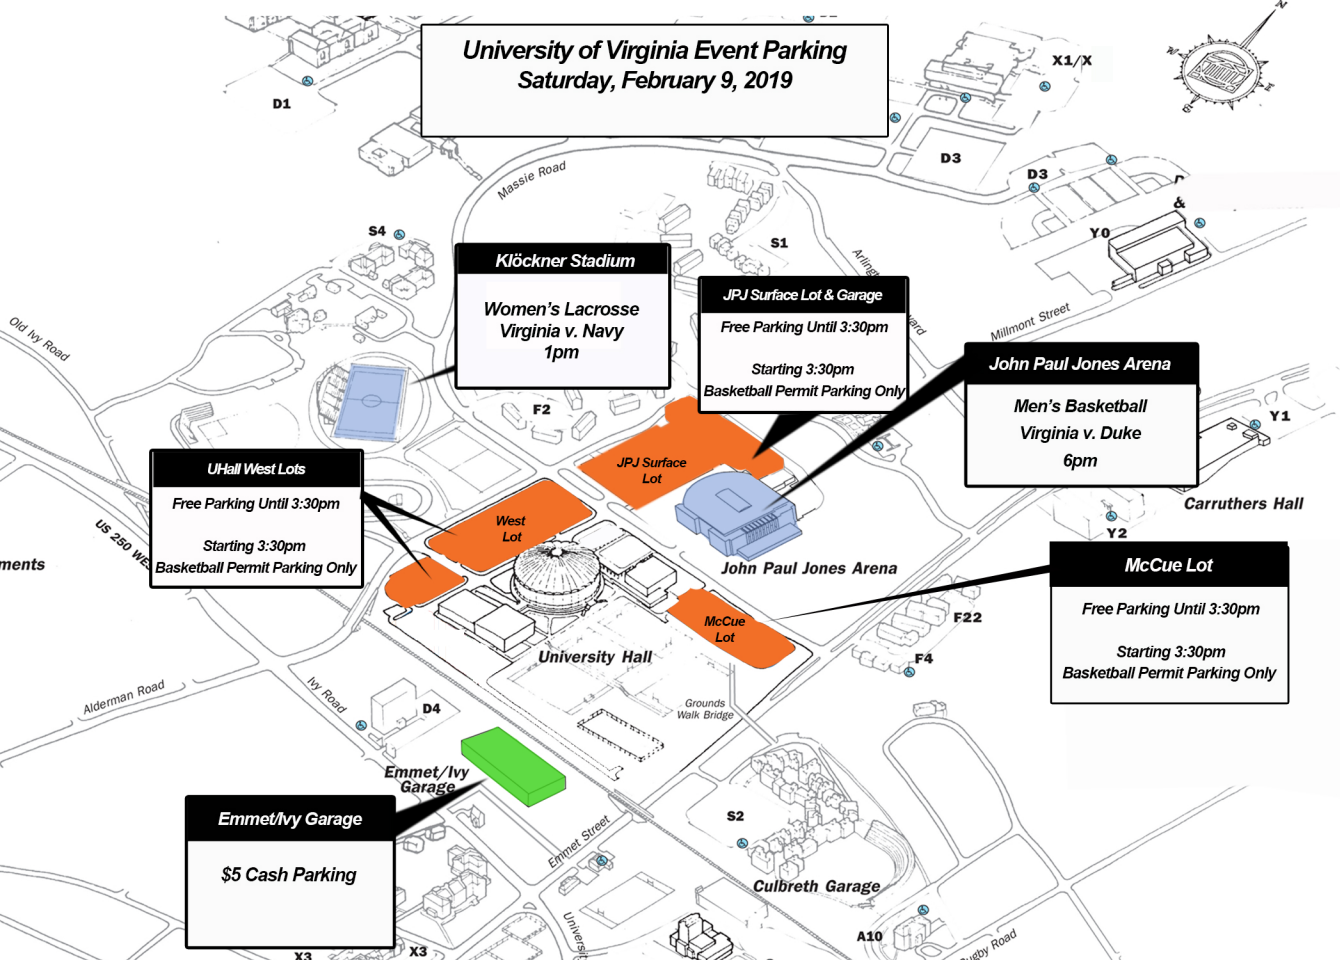 University of Virginia Event Parking
Saturday, February 9, 2019
N
W
E
S
D1
X1/X
D3
D3
&
Y0
Massie Road
S4
S1
Millmont Street
Old Ivy Road
Klöckner Stadium
Women's Lacrosse
Virginia v. Navy
1pm
JPJ Surface Lot & Garage
Free Parking Until 3:30pm
Starting 3:30pm
Basketball Permit Parking Only
John Paul Jones Arena
Men's Basketball
Virginia v. Duke
6pm
F2
Y1
UHall West Lots
Free Parking Until 3:30pm
Starting 3:30pm
Basketball Permit Parking Only
JPJ Surface
Lot
West
Lot
Carruthers Hall
Y2
US 250 WES
ments
John Paul Jones Arena
McCue Lot
Free Parking Until 3:30pm
Starting 3:30pm
Basketball Permit Parking Only
McCue
Lot
F22
F4
University Hall
Alderman Road
Ivy Road
D4
Grounds
Walk Bridge
Emmet/Ivy
Garage
Emmet/Ivy Garage
$5 Cash Parking
S2
Emmet Street
Culbreth Garage
A10
Rugby Road
Universit
X3
X3